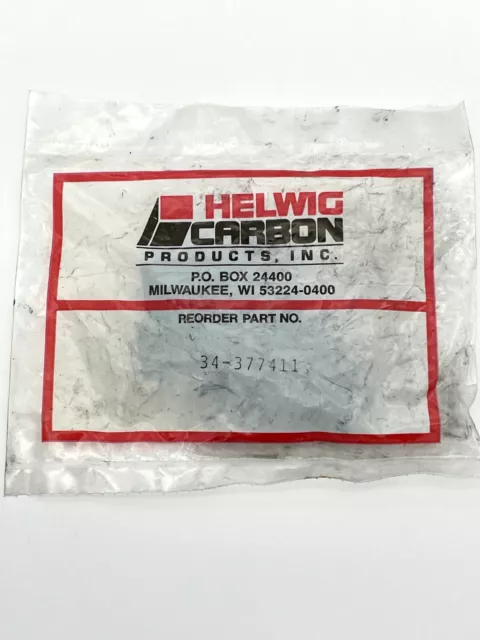 HELWIG
CARBON
PRODUCTS, INC.
P.O. BOX 24400
MILWAUKEE, WI 53224-0400
REORDER PART NO.
34-377411